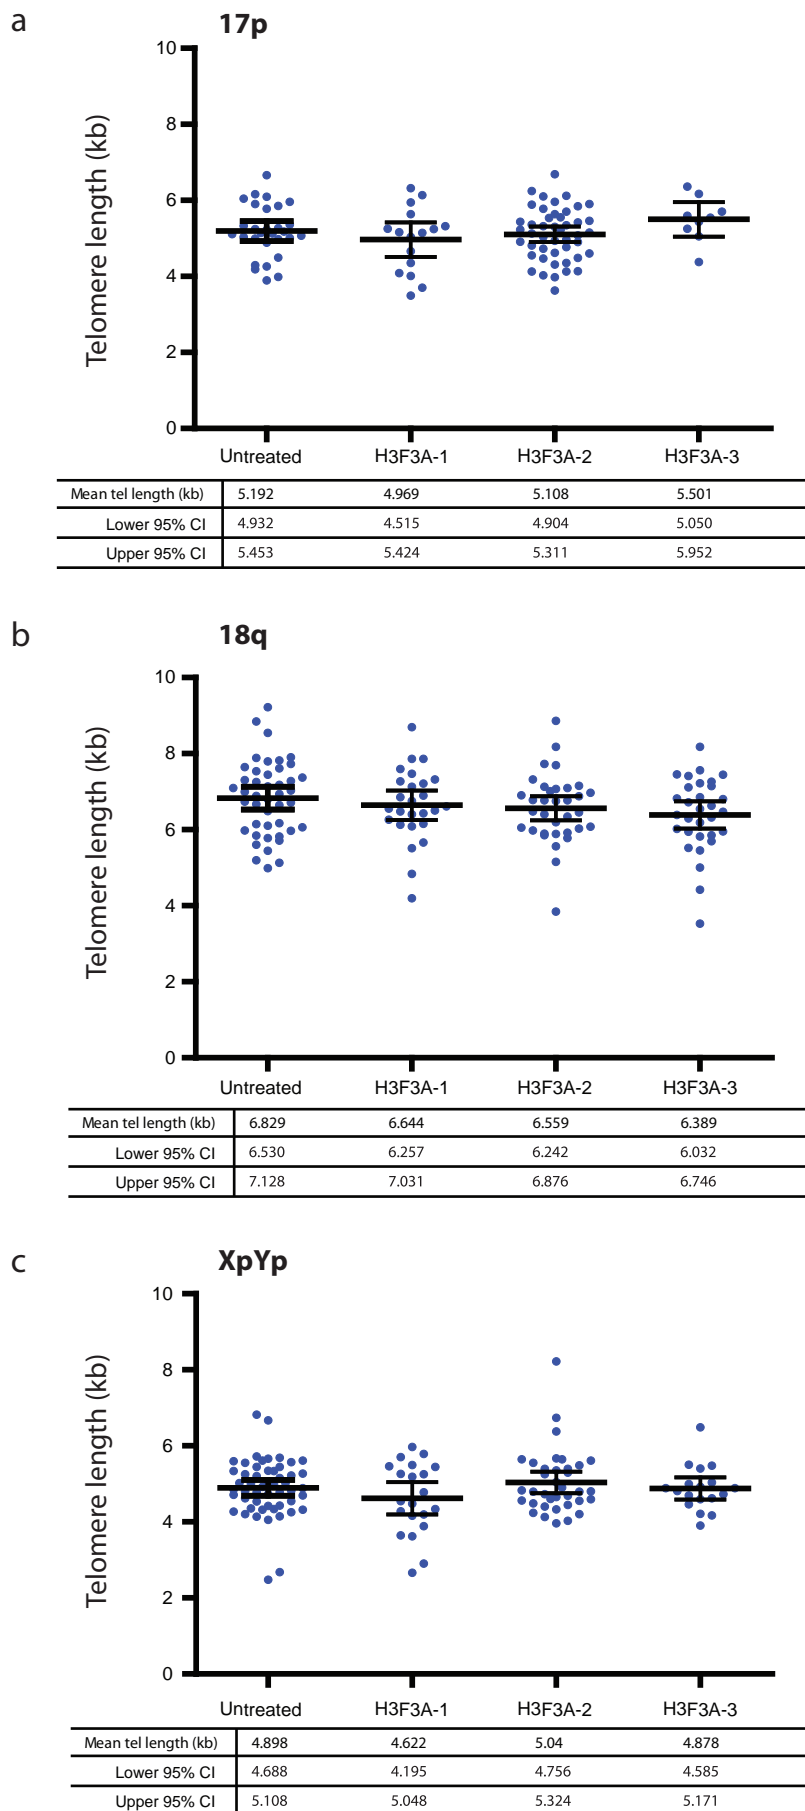 a
17p
10
8
6
4
2
0
Telomere length (kb)
Untreated H3F3A-1 H3F3A-2 H3F3A-3
Mean tel length (kb) 5.192 4.969 5.108 5.501
Lower 95% CI 4.932 4.515 4.904 5.050
Upper 95% CI 5.453 5.424 5.311 5.952
b
18q
10
8
6
4
2
0
Telomere length (kb)
Untreated H3F3A-1 H3F3A-2 H3F3A-3
Mean tel length (kb) 6.829 6.644 6.559 6.389
Lower 95% CI 6.530 6.257 6.242 6.032
Upper 95% CI 7.128 7.031 6.876 6.746
c
XpYp
10
8
6
4
2
0
Telomere length (kb)
Untreated H3F3A-1 H3F3A-2 H3F3A-3
Mean tel length (kb) 4.898 4.622 5.04 4.878
Lower 95% CI 4.688 4.195 4.756 4.585
Upper 95% CI 5.108 5.048 5.324 5.171